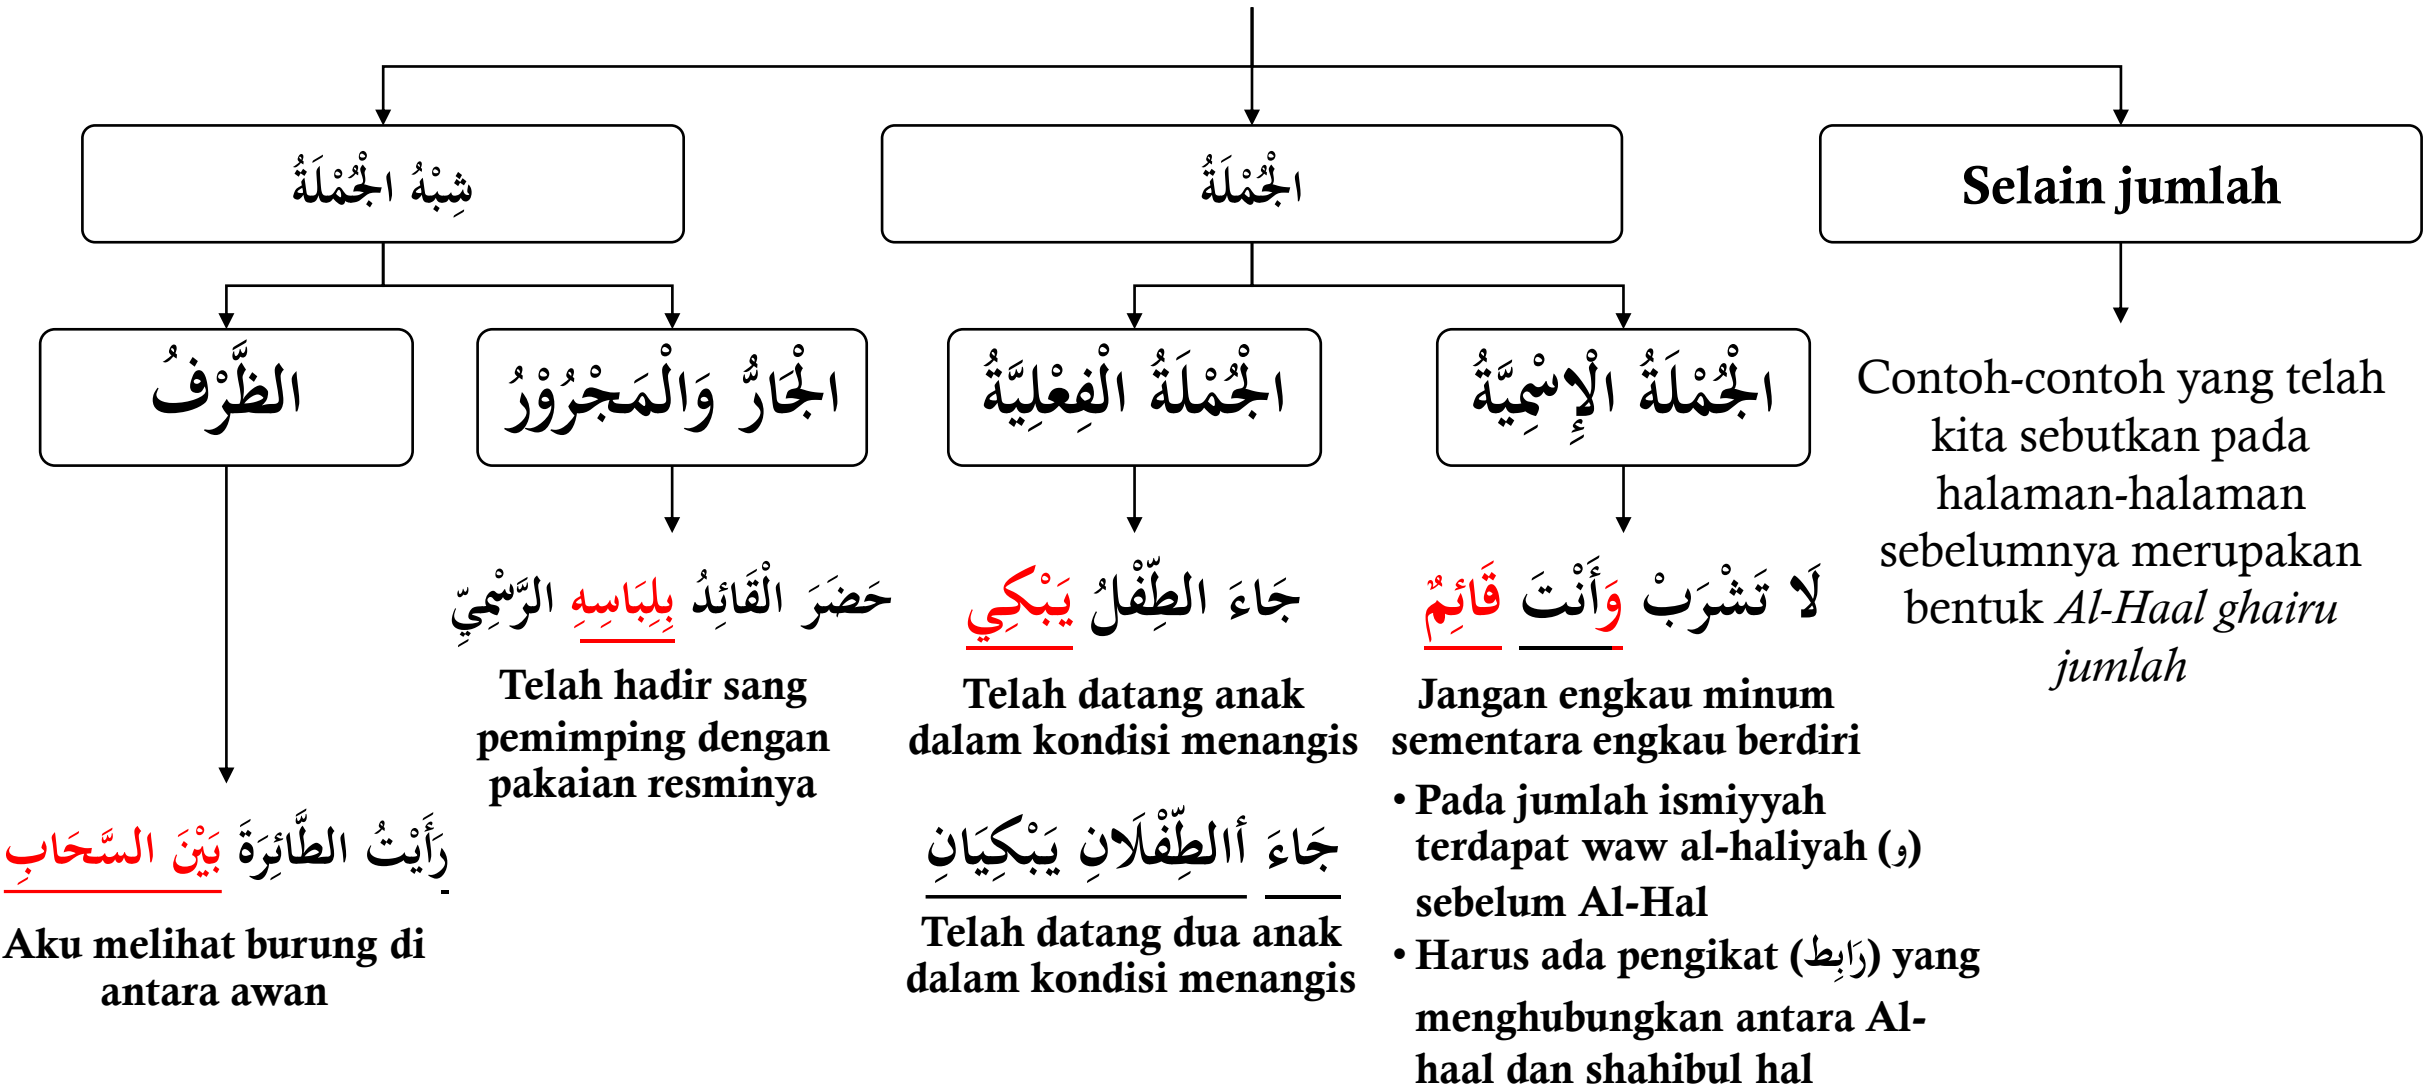 Selain jumlah
الْجُمْلَةُ
شِبْهُ الْجُمْلَةُ
الْجُمْلَةُ الْإِسْمِيَّةُ
الْجُمْلَةُ الْفِعْلِيَّةُ
الْجَارُّ وَالْمَجْرُوْرُ
الظَّرْفُ
Contoh-contoh yang telah
kita sebutkan pada
halaman-halaman
sebelumnya merupakan
bentuk Al-Haal ghairu
jumlah
لَا تَشْرَبْ وَأَنْتَ قَائِمٌ
Jangan engkau minum
sementara engkau berdiri
• Pada jumlah ismiyyah
terdapat waw al-haliyah (و)
sebelum Al-Hal
• Harus ada pengikat (رَابِط) yang
menghubungkan antara Al-
haal dan shahibul hal
جَاءَ الطِّفْلُ يَبْكِي
Telah datang anak
dalam kondisi menangis
جَاءَ أالطِّفْلَانِ يَبْكِيَانِ
Telah datang dua anak
dalam kondisi menangis
حَضَرَ الْقَائِدُ بِلِبَاسِهِ الرَّسْمِيِّ
Telah hadir sang
pemimping dengan
pakaian resminya
رَأَيْتُ الطَّائِرَةَ بَيْنَ السَّحَابِ
Aku melihat burung di
antara awan